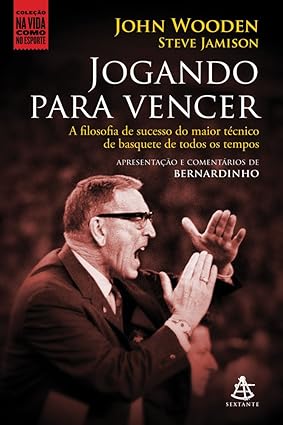 COLEÇÃO
NA VIDA
COMO
NO ESPORTE
JOHN WOODEN
STEVE JAMISON
JOGANDO
PARA VENCER
A filosofia de sucesso do maior técnico
de basquete de todos os tempos
APRESENTAÇÃO E COMENTÁRIOS DE
BERNARDINHO
SEXTANTE